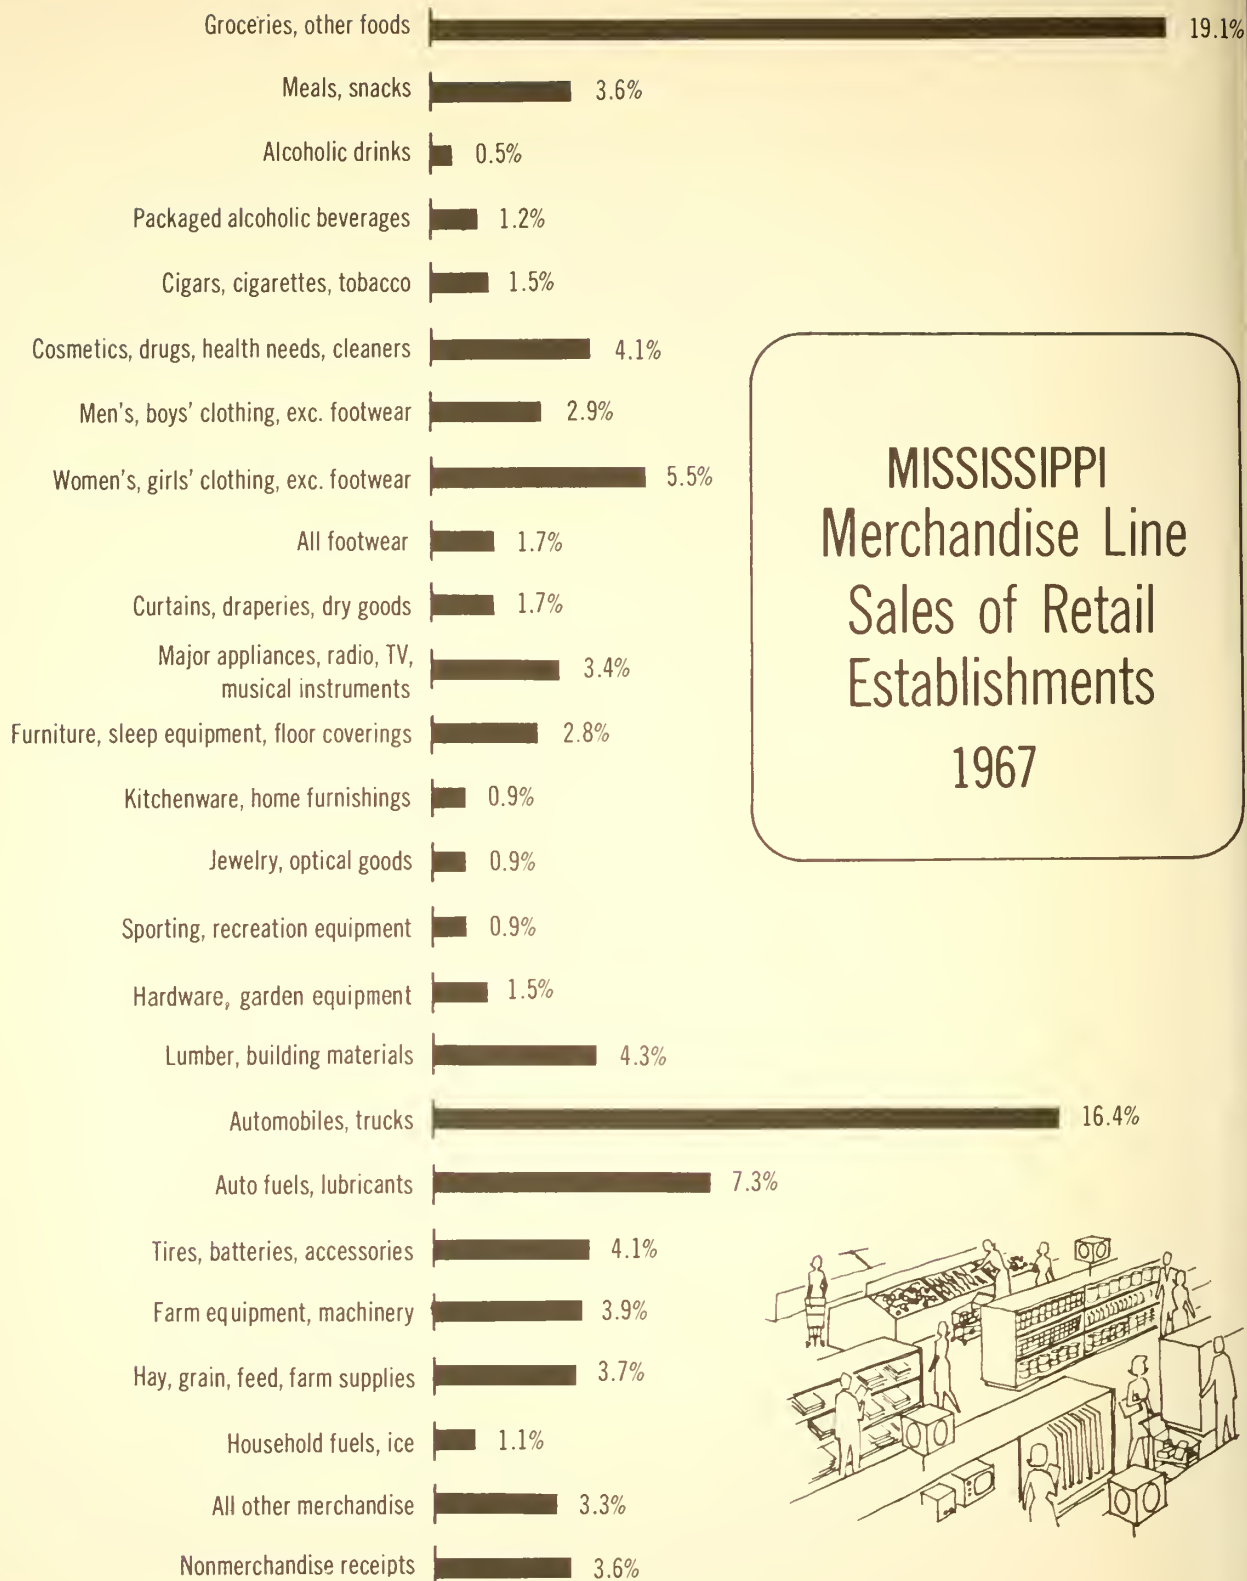 Groceries, other foods 19.1%
Meals, snacks 3.6%
Alcoholic drinks 0.5%
Packaged alcoholic beverages 1.2%
Cigars, cigarettes, tobacco 1.5%
Cosmetics, drugs, health needs, cleaners 4.1%
Men's, boys' clothing, exc. footwear 2.9%
Women's, girls' clothing, exc. footwear 5.5%
All footwear 1.7%
Curtains, draperies, dry goods 1.7%
Major appliances, radio, TV,
musical instruments 3.4%
Furniture, sleep equipment, floor coverings 2.8%
Kitchenware, home furnishings 0.9%
Jewelry, optical goods 0.9%
Sporting, recreation equipment 0.9%
Hardware, garden equipment 1.5%
Lumber, building materials 4.3%
Automobiles, trucks 16.4%
Auto fuels, lubricants 7.3%
Tires, batteries, accessories 4.1%
Farm equipment, machinery 3.9%
Hay, grain, feed, farm supplies 3.7%
Household fuels, ice 1.1%
All other merchandise 3.3%
Nonmerchandise receipts 3.6%
MISSISSIPPI
Merchandise Line
Sales of Retail
Establishments
1967